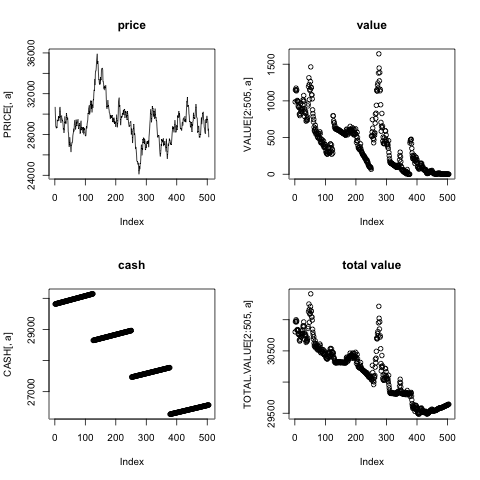 price
PRICE[, a]
24000 28000 32000 36000
0 100 200 300 400 500
Index
value
VALUE[2:505, a]
0 500 1000 1500
0 100 200 300 400 500
Index
cash
CASH[, a]
27000 29000
0 100 200 300 400 500
Index
total value
TOTAL.VALUE[2:505, a]
29500 30500
0 100 200 300 400 500
Index